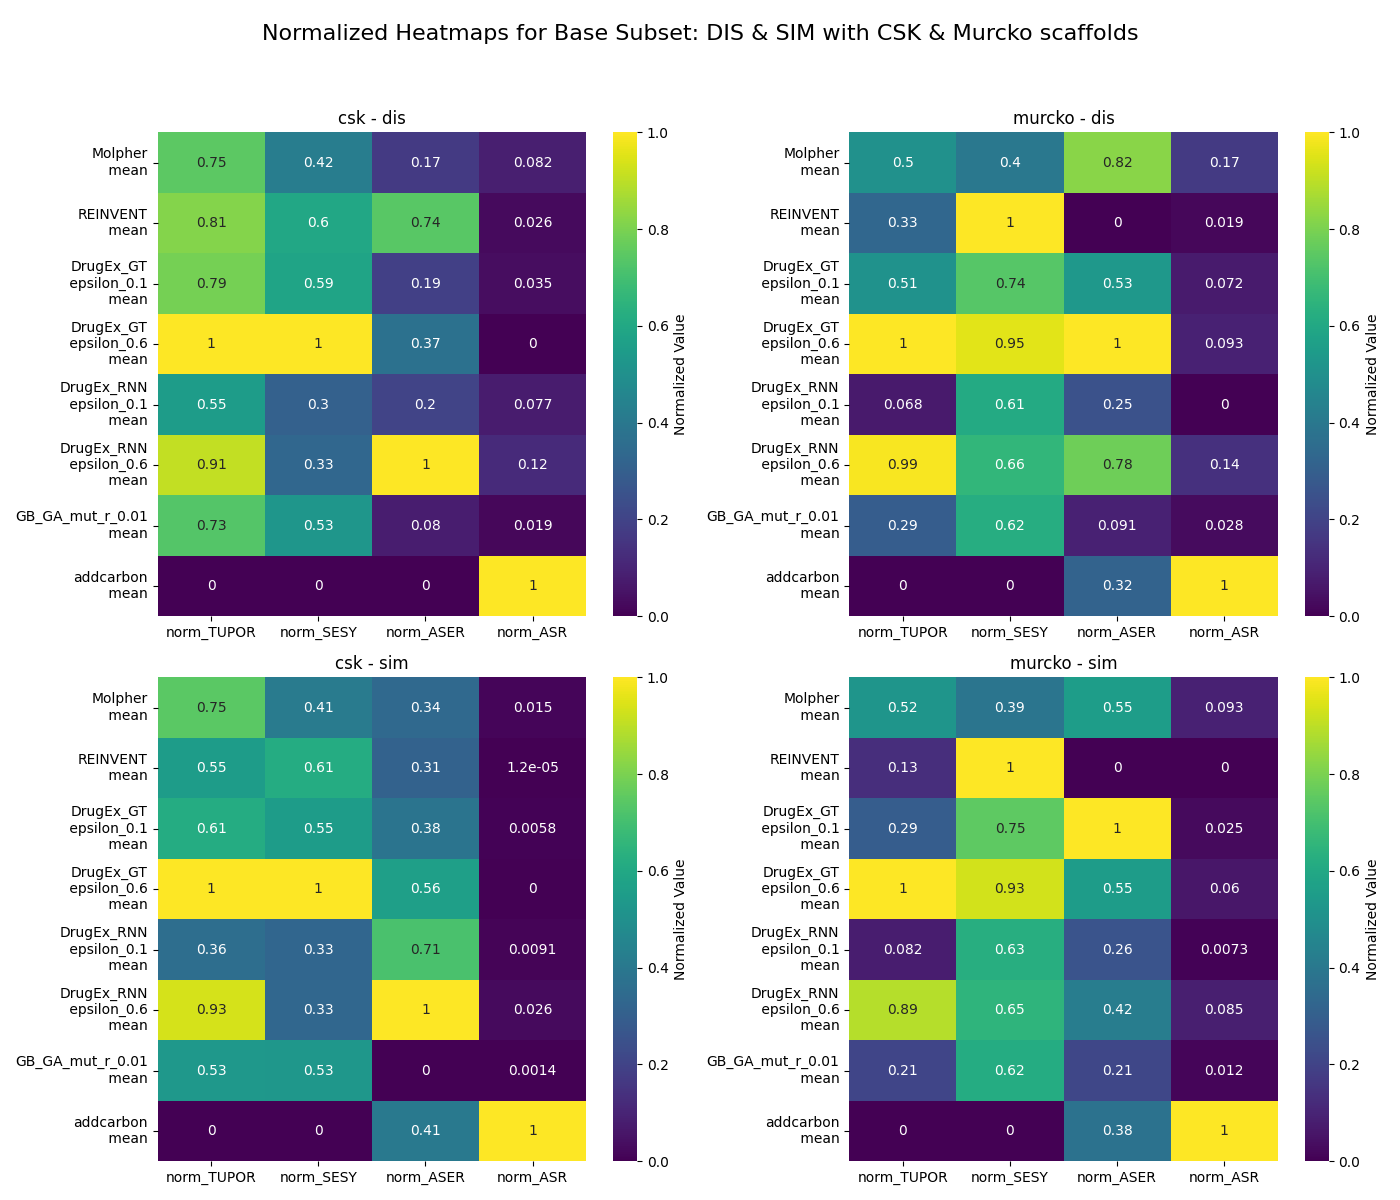 Normalized Heatmaps for Base Subset: DIS & SIM with CSK & Murcko scaffolds
csk - dis
Molpher
mean
0.75 0.42 0.17 0.082
REINVENT
mean
0.81 0.6 0.74 0.026
DrugEx_GT
epsilon_0.1
mean
0.79 0.59 0.19 0.035
DrugEx_GT
epsilon_0.6
mean
1 1 0.37 0
DrugEx_RNN
epsilon_0.1
mean
0.55 0.3 0.2 0.077
DrugEx_RNN
epsilon_0.6
mean
0.91 0.33 1 0.12
GB_GA_mut_r_0.01
mean
0.73 0.53 0.08 0.019
addcarbon
mean
0 0 0 1
norm_TUPOR norm_SESY norm_ASER norm_ASR
1.0
0.8
0.6
0.4
0.2
0.0
Normalized Value
murcko - dis
Molpher
mean
0.5 0.4 0.82 0.17
REINVENT
mean
0.33 1 0 0.019
DrugEx_GT
epsilon_0.1
mean
0.51 0.74 0.53 0.072
DrugEx_GT
epsilon_0.6
mean
1 0.95 1 0.093
DrugEx_RNN
epsilon_0.1
mean
0.068 0.61 0.25 0
DrugEx_RNN
epsilon_0.6
mean
0.99 0.66 0.78 0.14
GB_GA_mut_r_0.01
mean
0.29 0.62 0.091 0.028
addcarbon
mean
0 0 0.32 1
norm_TUPOR norm_SESY norm_ASER norm_ASR
1.0
0.8
0.6
0.4
0.2
0.0
Normalized Value
csk - sim
Molpher
mean
0.75 0.41 0.34 0.015
REINVENT
mean
0.55 0.61 0.31 1.2e-05
DrugEx_GT
epsilon_0.1
mean
0.61 0.55 0.38 0.0058
DrugEx_GT
epsilon_0.6
mean
1 1 0.56 0
DrugEx_RNN
epsilon_0.1
mean
0.36 0.33 0.71 0.0091
DrugEx_RNN
epsilon_0.6
mean
0.93 0.33 1 0.026
GB_GA_mut_r_0.01
mean
0.53 0.53 0 0.0014
addcarbon
mean
0 0 0.41 1
norm_TUPOR norm_SESY norm_ASER norm_ASR
1.0
0.8
0.6
0.4
0.2
0.0
Normalized Value
murcko - sim
Molpher
mean
0.52 0.39 0.55 0.093
REINVENT
mean
0.13 1 0 0
DrugEx_GT
epsilon_0.1
mean
0.29 0.75 1 0.025
DrugEx_GT
epsilon_0.6
mean
1 0.93 0.55 0.06
DrugEx_RNN
epsilon_0.1
mean
0.082 0.63 0.26 0.0073
DrugEx_RNN
epsilon_0.6
mean
0.89 0.65 0.42 0.085
GB_GA_mut_r_0.01
mean
0.21 0.62 0.21 0.012
addcarbon
mean
0 0 0.38 1
norm_TUPOR norm_SESY norm_ASER norm_ASR
1.0
0.8
0.6
0.4
0.2
0.0
Normalized Value